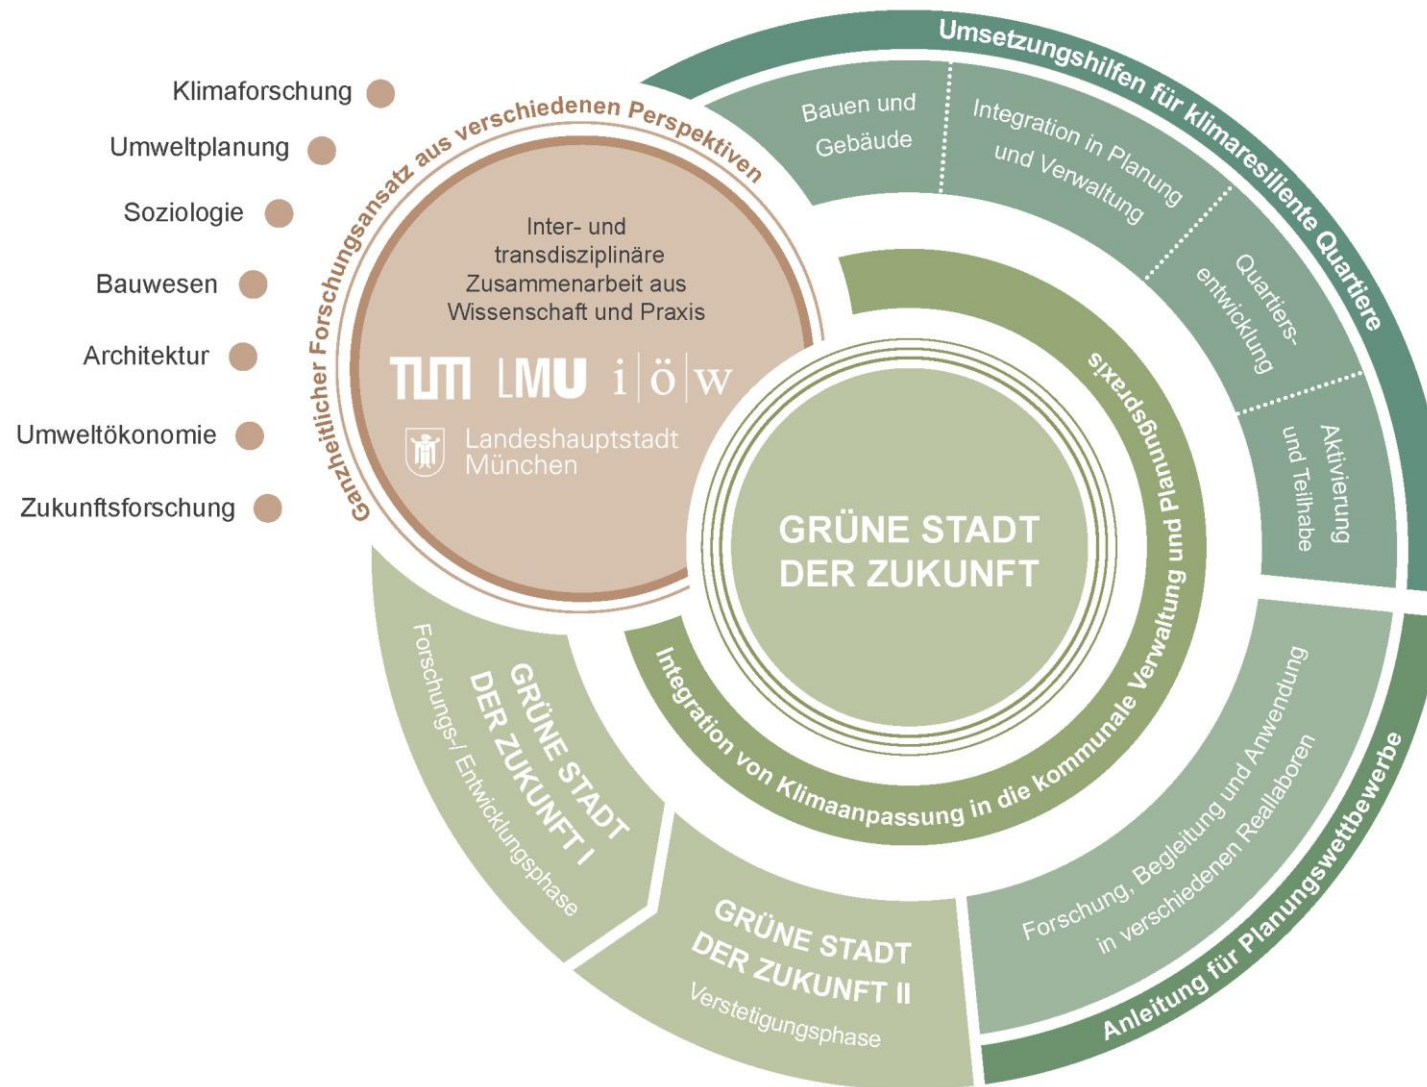 Klimaforschung
Umweltplanung
Soziologie
Bauwesen
Architektur
Umweltökonomie
Zukunftsforschung
Ganzheitlicher Forschungsansatz aus verschiedenen Perspektiven
Inter- und
transdisziplinäre
Zusammenarbeit aus
Wissenschaft und Praxis
TUM LMU i|ö|w
Landeshauptstadt
München
Umsetzungshilfen für klimaresiliente Quartiere
Bauen und
Gebäude
Integration in Planung
und Verwaltung
Quartiers-
entwicklung
Aktivierung
und Teilhabe
GRÜNE STADT
DER ZUKUNFT
Integration von Klimaanpassung in die kommunale Verwaltung und Planungspraxis
GRÜNE STADT
DER ZUKUNFT I
Forschungs-/ Entwicklungsphase
GRÜNE STADT
DER ZUKUNFT II
Verstetigungsphase
Forschung, Begleitung und Anwendung
in verschiedenen Reallaboren
Anleitung für Planungswettbewerbe